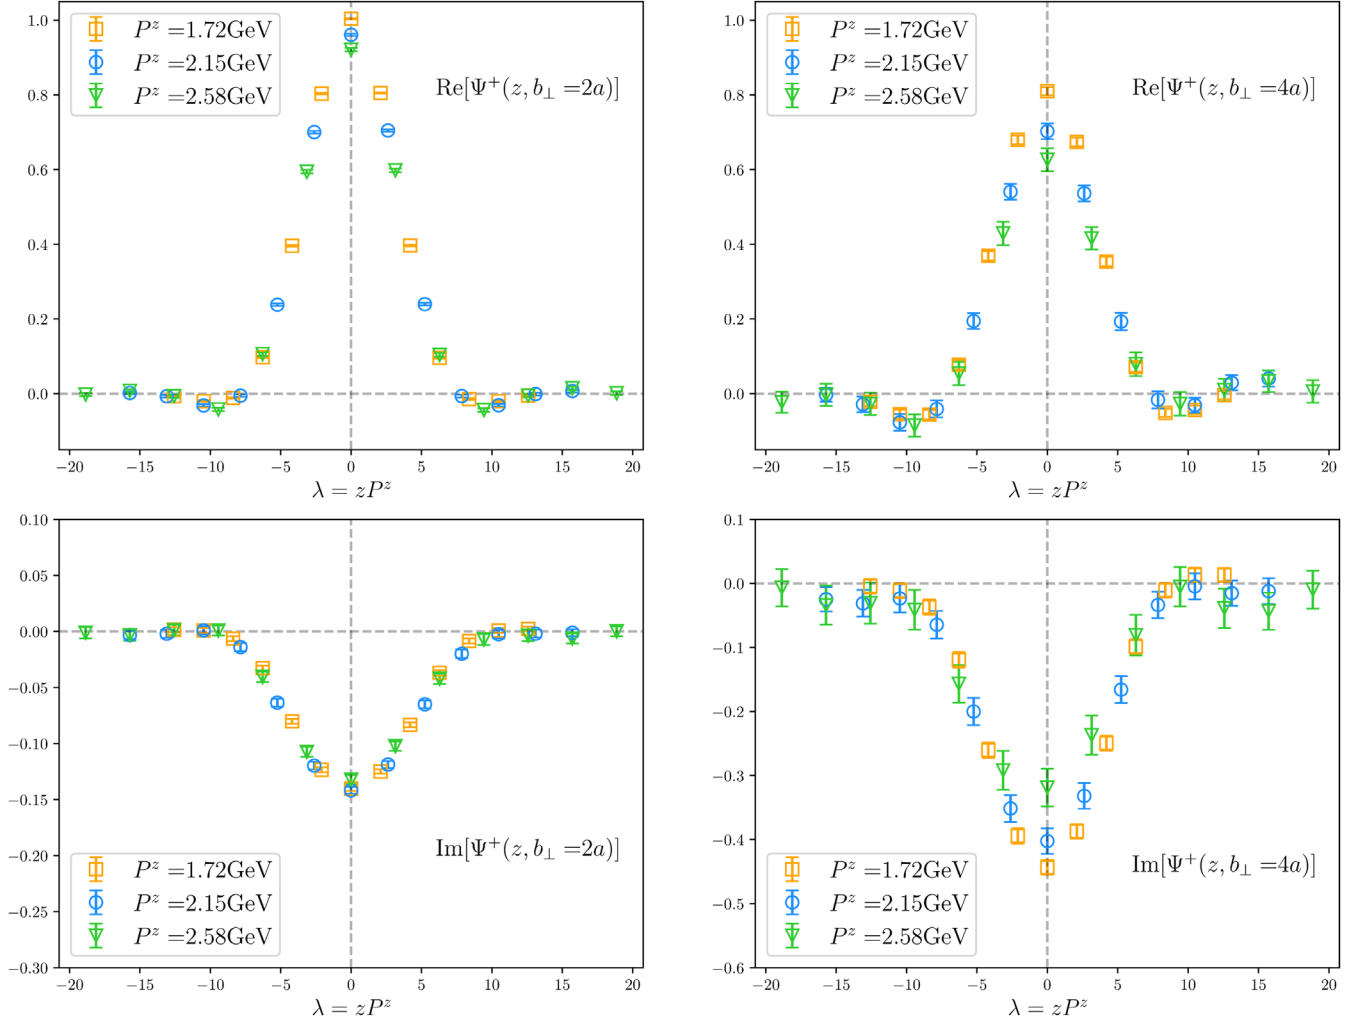 1.0
0.8
0.6
0.4
0.2
0.0
P^z =1.72GeV
P^z =2.15GeV
P^z =2.58GeV
Re[Ψ^+(z, b_⊥ =2a)]
−20 −15 −10 −5 0 5 10 15 20
λ = zP^z
1.0
0.8
0.6
0.4
0.2
0.0
P^z =1.72GeV
P^z =2.15GeV
P^z =2.58GeV
Re[Ψ^+(z, b_⊥ =4a)]
−20 −15 −10 −5 0 5 10 15 20
λ = zP^z
0.10
0.05
0.00
−0.05
−0.10
−0.15
−0.20
−0.25
−0.30
Im[Ψ^+(z, b_⊥ =2a)]
P^z =1.72GeV
P^z =2.15GeV
P^z =2.58GeV
−20 −15 −10 −5 0 5 10 15 20
λ = zP^z
0.1
0.0
−0.1
−0.2
−0.3
−0.4
−0.5
−0.6
Im[Ψ^+(z, b_⊥ =4a)]
P^z =1.72GeV
P^z =2.15GeV
P^z =2.58GeV
−20 −15 −10 −5 0 5 10 15 20
λ = zP^z